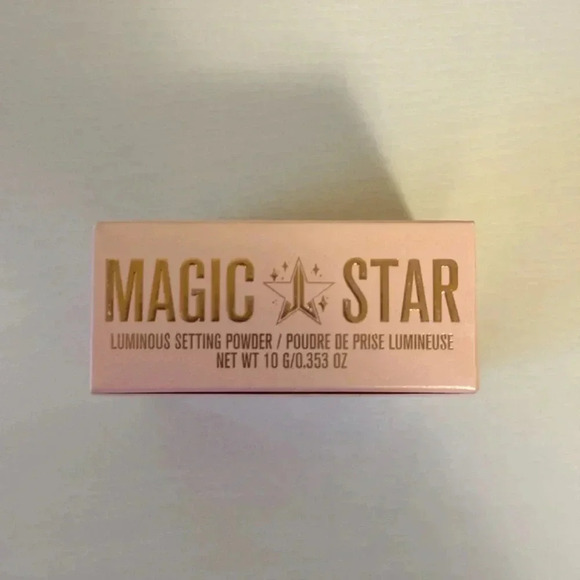 MAGIC STAR
LUMINOUS SETTING POWDER / POUDRE DE PRISE LUMINEUSE
NET WT 10 G/0.353 OZ